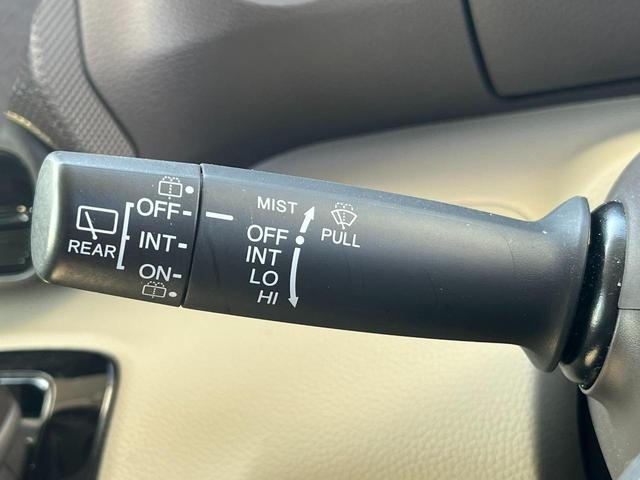 OFF
REAR
INT
ON
MIST
OFF
PULL
INT
LO
HI